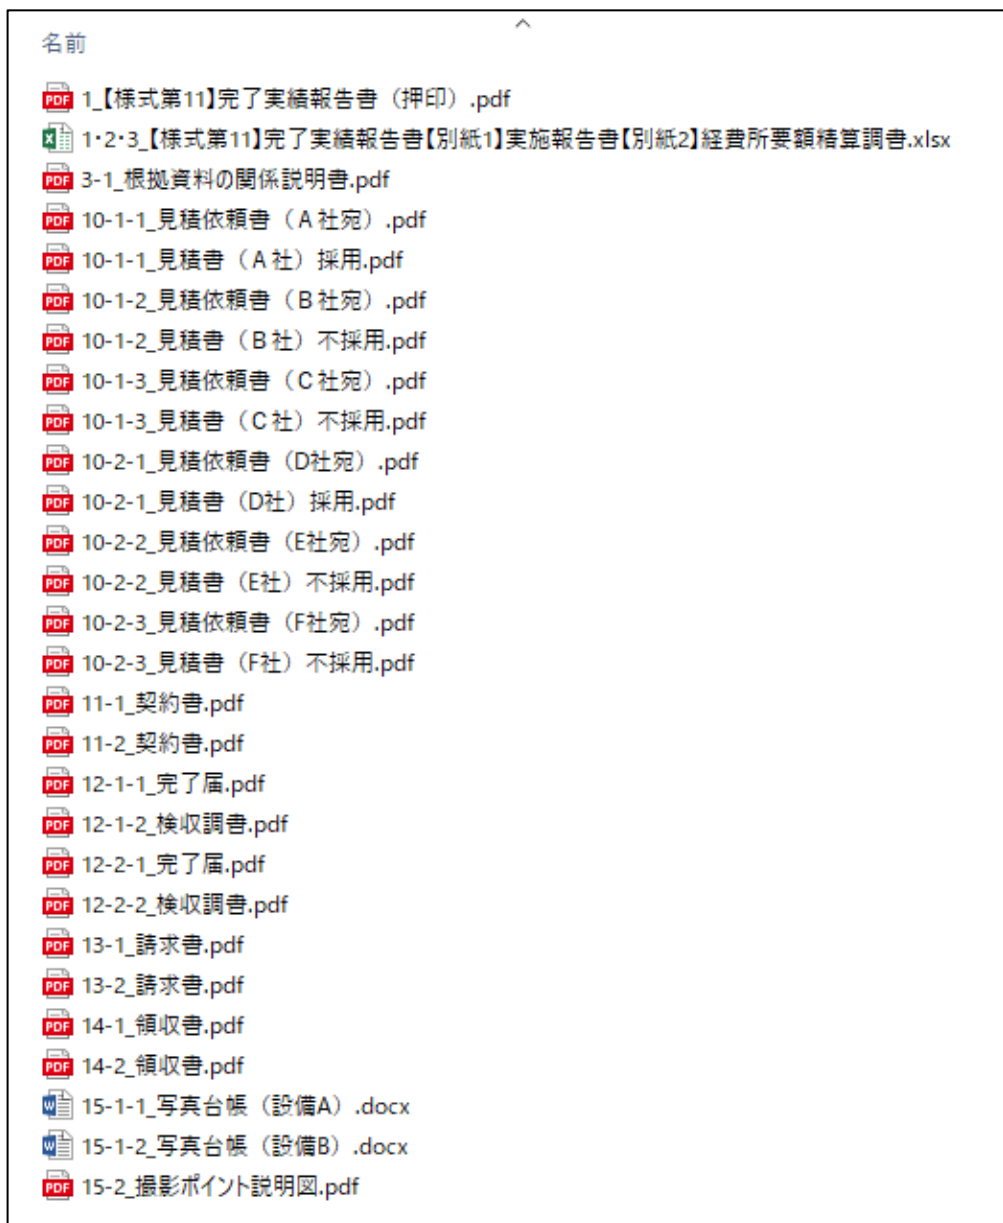 名前
1_【様式第11】完了実績報告書（押印）.pdf
1・2・3_【様式第11】完了実績報告書【別紙1】実施報告書【別紙2】経費所要額精算調書.xlsx
3-1_根拠資料の関係説明書.pdf
10-1-1_見積依頼書（Ａ社宛）.pdf
10-1-1_見積書（Ａ社）採用.pdf
10-1-2_見積依頼書（Ｂ社宛）.pdf
10-1-2_見積書（Ｂ社）不採用.pdf
10-1-3_見積依頼書（Ｃ社宛）.pdf
10-1-3_見積書（Ｃ社）不採用.pdf
10-2-1_見積依頼書（D社宛）.pdf
10-2-1_見積書（D社）採用.pdf
10-2-2_見積依頼書（E社宛）.pdf
10-2-2_見積書（E社）不採用.pdf
10-2-3_見積依頼書（F社宛）.pdf
10-2-3_見積書（F社）不採用.pdf
11-1_契約書.pdf
11-2_契約書.pdf
12-1-1_完了届.pdf
12-1-2_検収調書.pdf
12-2-1_完了届.pdf
12-2-2_検収調書.pdf
13-1_請求書.pdf
13-2_請求書.pdf
14-1_領収書.pdf
14-2_領収書.pdf
15-1-1_写真台帳（設備A）.docx
15-1-2_写真台帳（設備B）.docx
15-2_撮影ポイント説明図.pdf